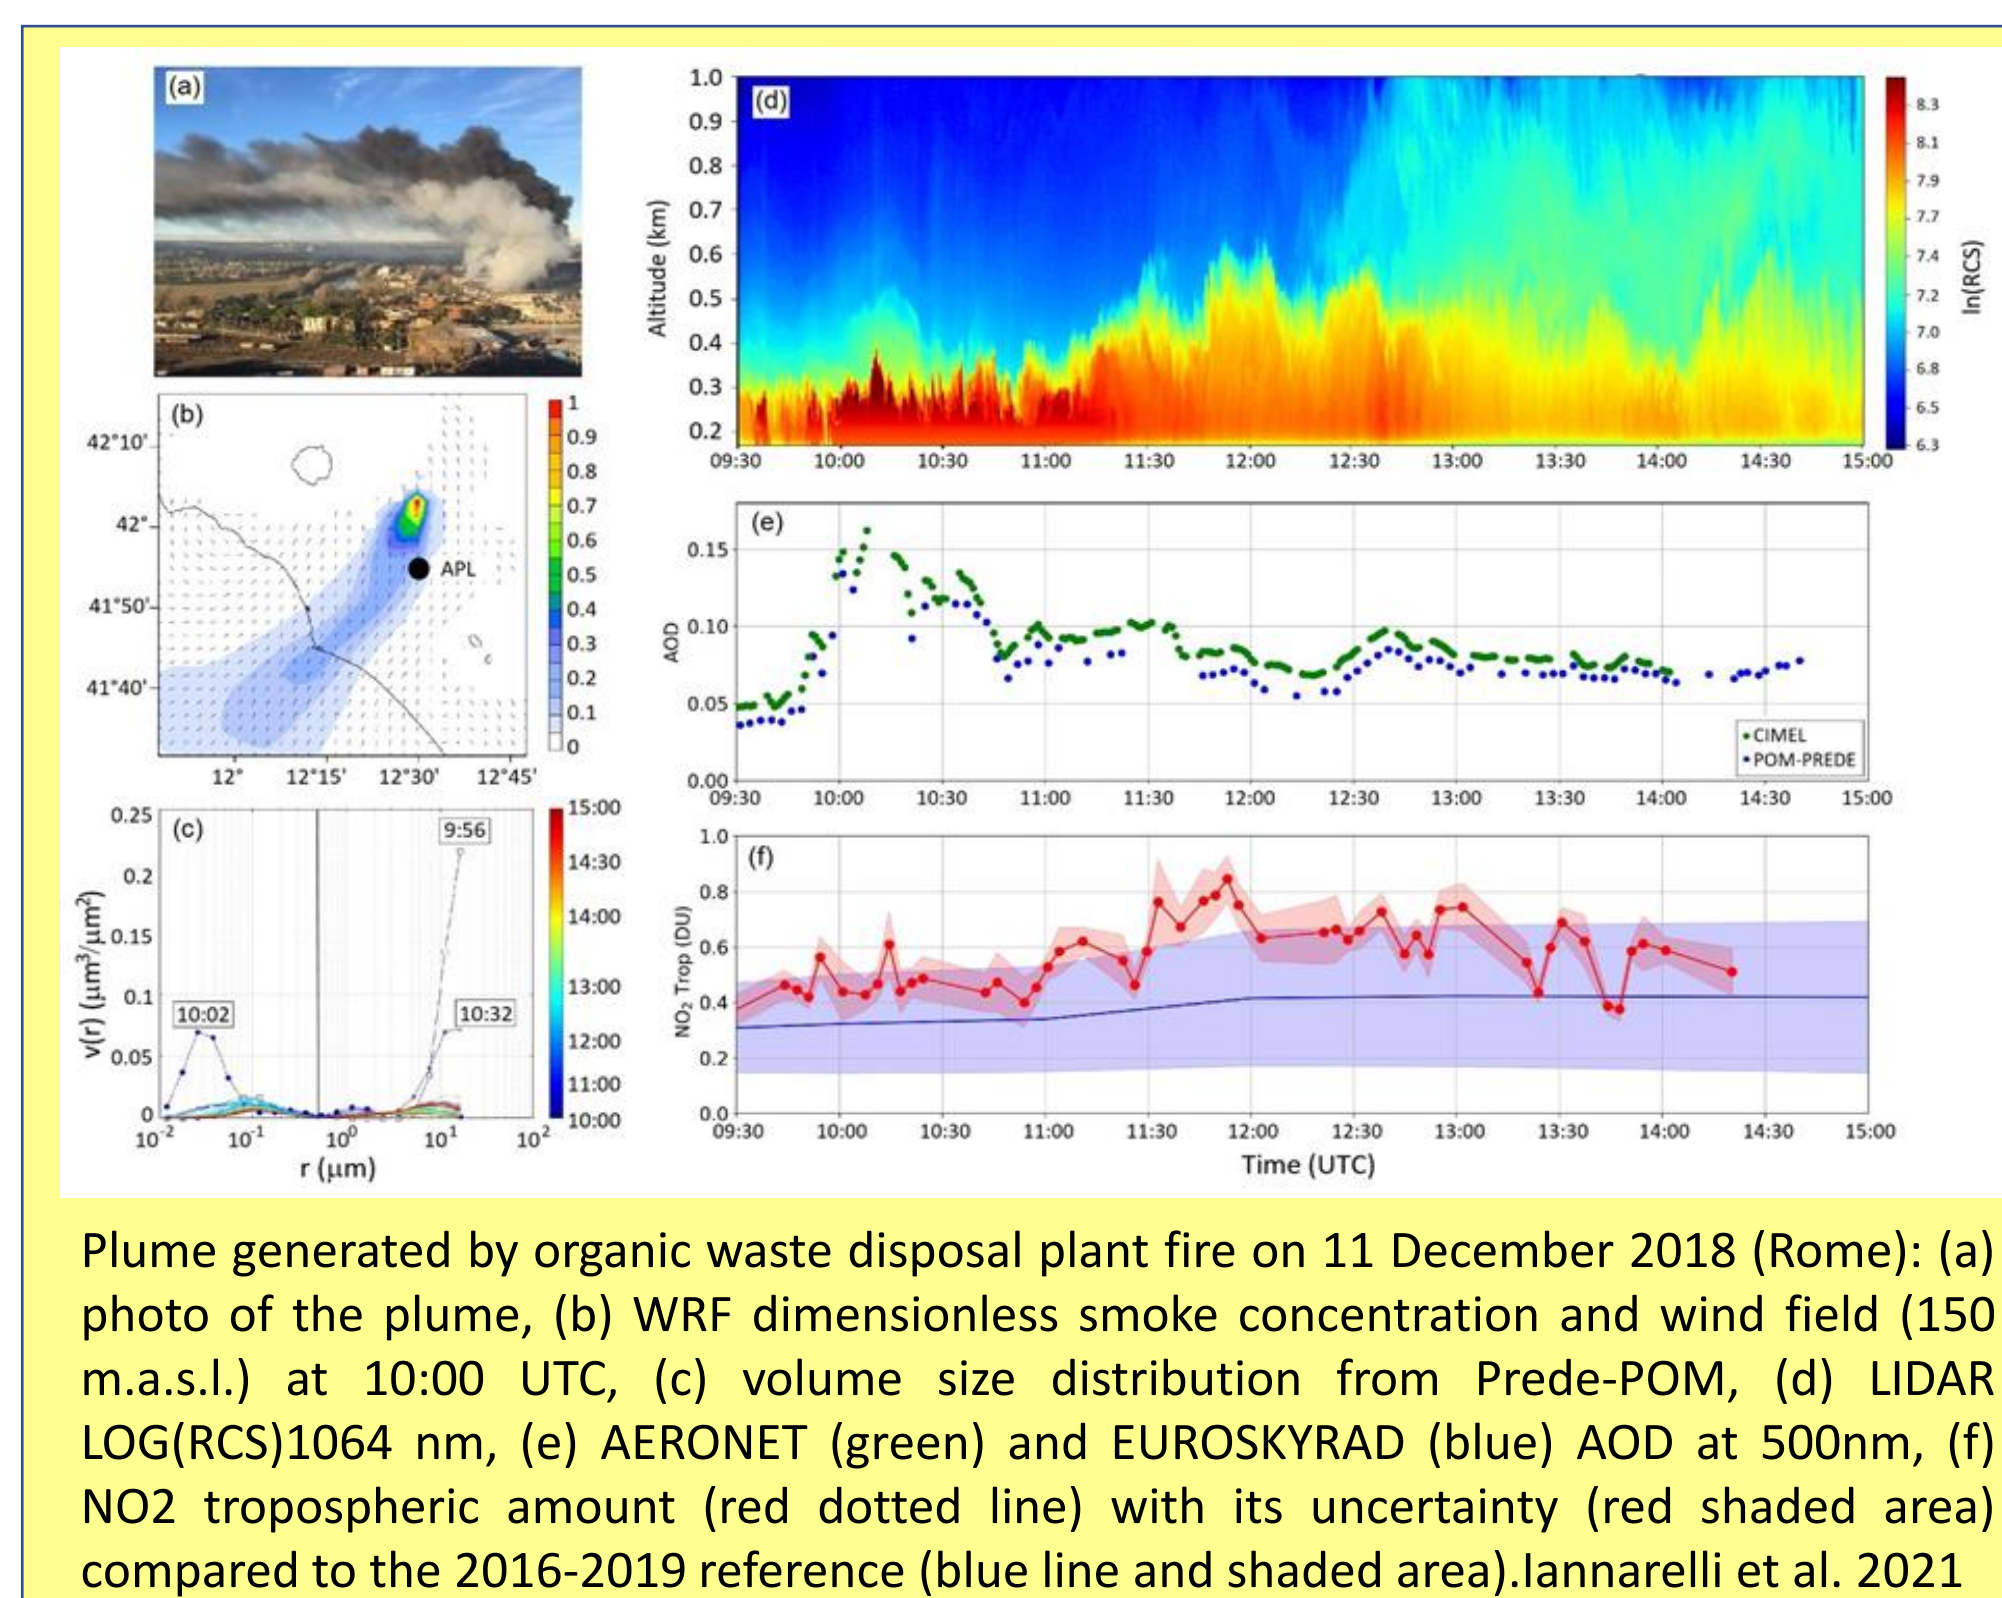 (a)
(b)
1
0.9
0.8
0.7
0.6
0.5
0.4
0.3
0.2
0.1
0
42°10'
42°
41°50'
41°40'
APL
12° 12°15' 12°30' 12°45'
(c)
9:56
10:02
10:32
0.25
0.2
0.15
0.1
0.05
0
v(r) (μm³/μm²)
10⁻² 10⁻¹ 10⁰ 10¹ 10²
r (μm)
15:00
14:30
14:00
13:00
12:00
11:00
10:00
(d)
1.0
0.9
0.8
0.7
0.6
0.5
0.4
0.3
0.2
Altitude (km)
09:30 10:00 10:30 11:00 11:30 12:00 12:30 13:00 13:30 14:00 14:30 15:00
8.3
8.1
7.9
7.7
7.4
7.2
7.0
6.8
6.5
6.3
ln(RCS)
(e)
0.15
0.10
0.05
0.00
AOD
CIMEL
POM-PREDE
09:30 10:00 10:30 11:00 11:30 12:00 12:30 13:00 13:30 14:00 14:30 15:00
(f)
1.0
0.8
0.6
0.4
0.2
0.0
NO₂ Trop (DU)
09:30 10:00 10:30 11:00 11:30 12:00 12:30 13:00 13:30 14:00 14:30 15:00
Time (UTC)
Plume generated by organic waste disposal plant fire on 11 December 2018 (Rome): (a)
photo of the plume, (b) WRF dimensionless smoke concentration and wind field (150
m.a.s.l.) at 10:00 UTC, (c) volume size distribution from Prede-POM, (d) LIDAR
LOG(RCS)1064 nm, (e) AERONET (green) and EUROSKYRAD (blue) AOD at 500nm, (f)
NO2 tropospheric amount (red dotted line) with its uncertainty (red shaded area)
compared to the 2016-2019 reference (blue line and shaded area).Iannarelli et al. 2021